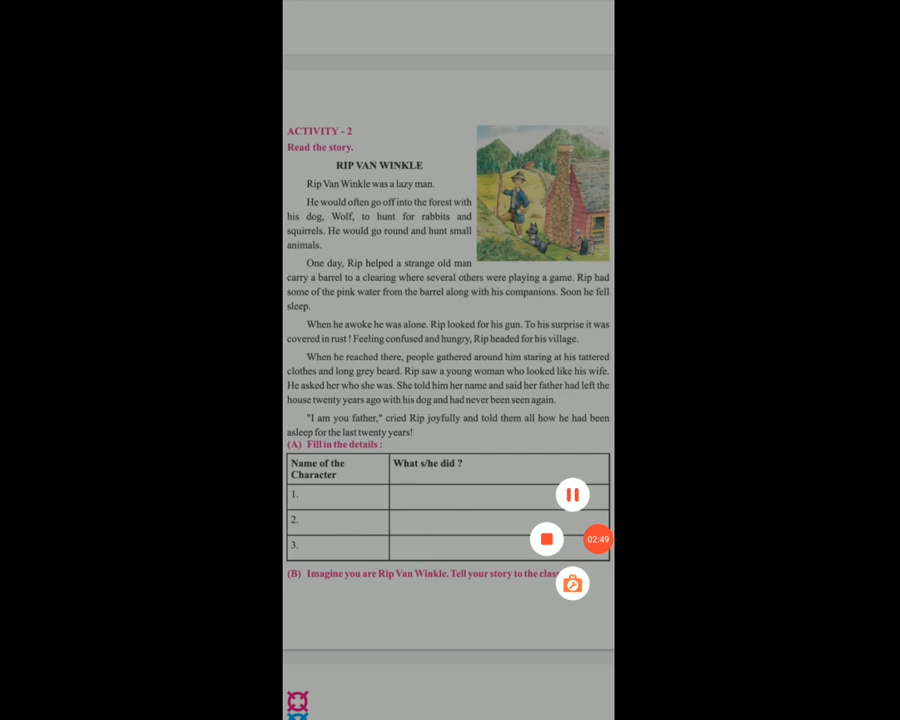 ACTIVITY - 2
Read the story.
RIP VAN WINKLE
Rip Van Winkle was a lazy man.
He would often go off into the forest with
his dog, Wolf, to hunt for rabbits and
squirrels. He would go round and hunt small
animals.
One day, Rip helped a strange old man
carry a barrel to a clearing where several others were playing a game. Rip had
some of the pink water from the barrel along with his companions. Soon he fell
sleep.
When he awoke he was alone. Rip looked for his gun. To his surprise it was
covered in rust ! Feeling confused and hungry, Rip headed for his village.
When he reached there, people gathered around him staring at his tattered
clothes and long grey beard. Rip saw a young woman who looked like his wife.
He asked her who she was. She told him her name and said her father had left the
house twenty years ago with his dog and had never been seen again.
"I am you father," cried Rip joyfully and told them all how he had been
asleep for the last twenty years!
(A) Fill in the details :
Name of the Character What s/he did ?
1.
2.
3.
02:49
(B) Imagine you are Rip Van Winkle. Tell your story to the clas